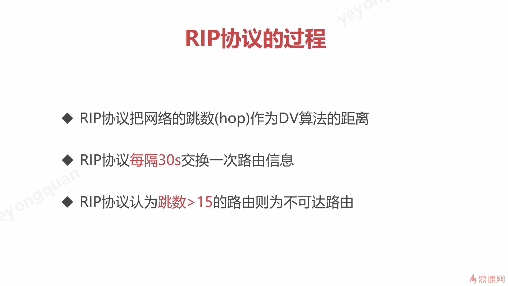 RIP协议的过程
RIP协议把网络的跳数(hop)作为DV算法的距离
RIP协议每隔30s交换一次路由信息
RIP协议认为跳数>15的路由则为不可达路由
慕课网